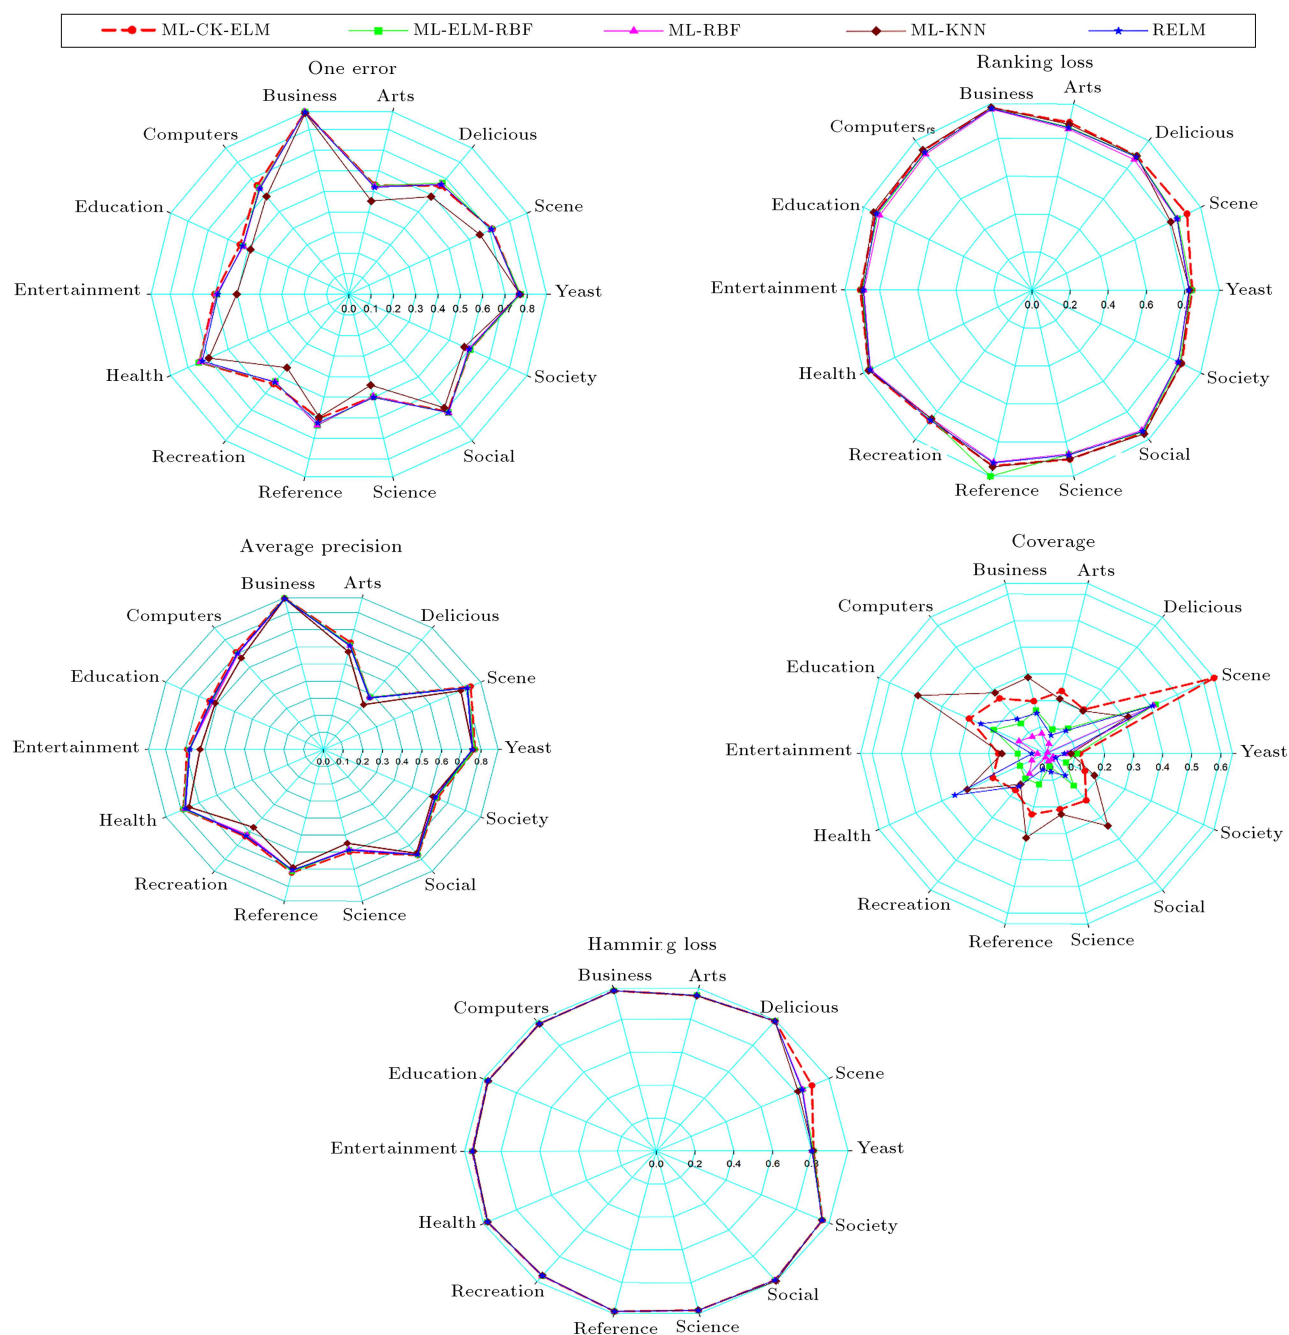 ML-CK-ELM ML-ELM-RBF ML-RBF ML-KNN RELM
One error
Business Arts
Computers Delicious
Education Scene
Entertainment Yeast
0.0 0.1 0.2 0.3 0.4 0.5 0.6 0.7 0.8
Health Society
Recreation Social
Reference Science
Ranking loss
Business Arts
Computers rs Delicious
Education Scene
Entertainment Yeast
0.0 0.2 0.4 0.6 0.8
Health Society
Recreation Social
Reference Science
Average precision
Business Arts
Computers Delicious
Education Scene
Entertainment Yeast
0.0 0.1 0.2 0.3 0.4 0.5 0.6 0.7 0.8
Health Society
Recreation Social
Reference Science
Coverage
Business Arts
Computers Delicious
Education Scene
Entertainment Yeast
0.1 0.2 0.3 0.4 0.5 0.6
Health Society
Recreation Social
Reference Science
Business Arts
Computers Delicious
Education Scene
Entertainment Yeast
0.0 0.2 0.4 0.6 0.8
Health Society
Recreation Social
Reference Science